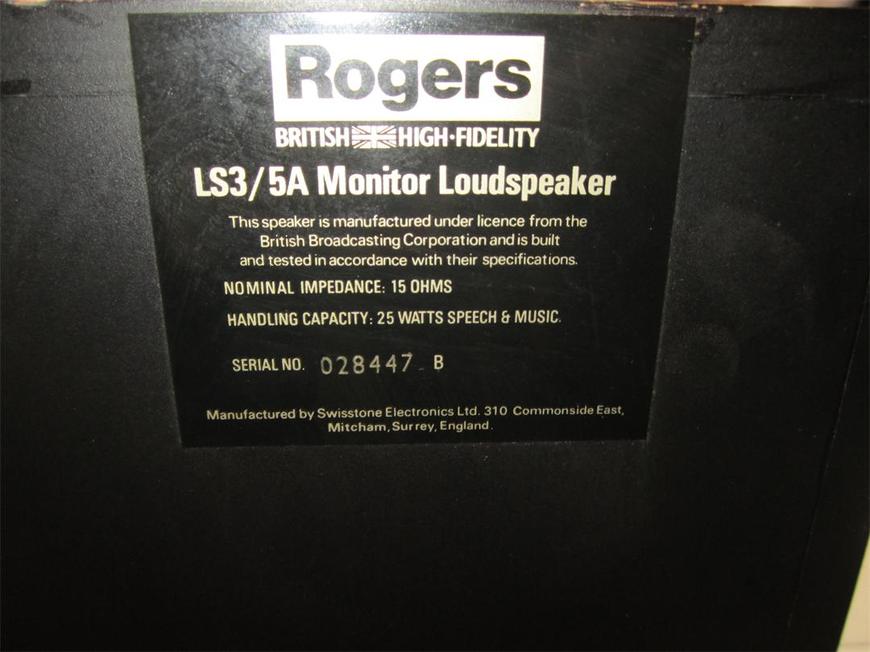 Rogers
BRITISH HIGH·FIDELITY
LS3/5A Monitor Loudspeaker
This speaker is manufactured under licence from the
British Broadcasting Corporation and is built
and tested in accordance with their specifications.
NOMINAL IMPEDANCE: 15 OHMS
HANDLING CAPACITY: 25 WATTS SPEECH & MUSIC.
SERIAL NO. 028447 B
Manufactured by Swisstone Electronics Ltd. 310 Commonside East,
Mitcham, Surrey, England.